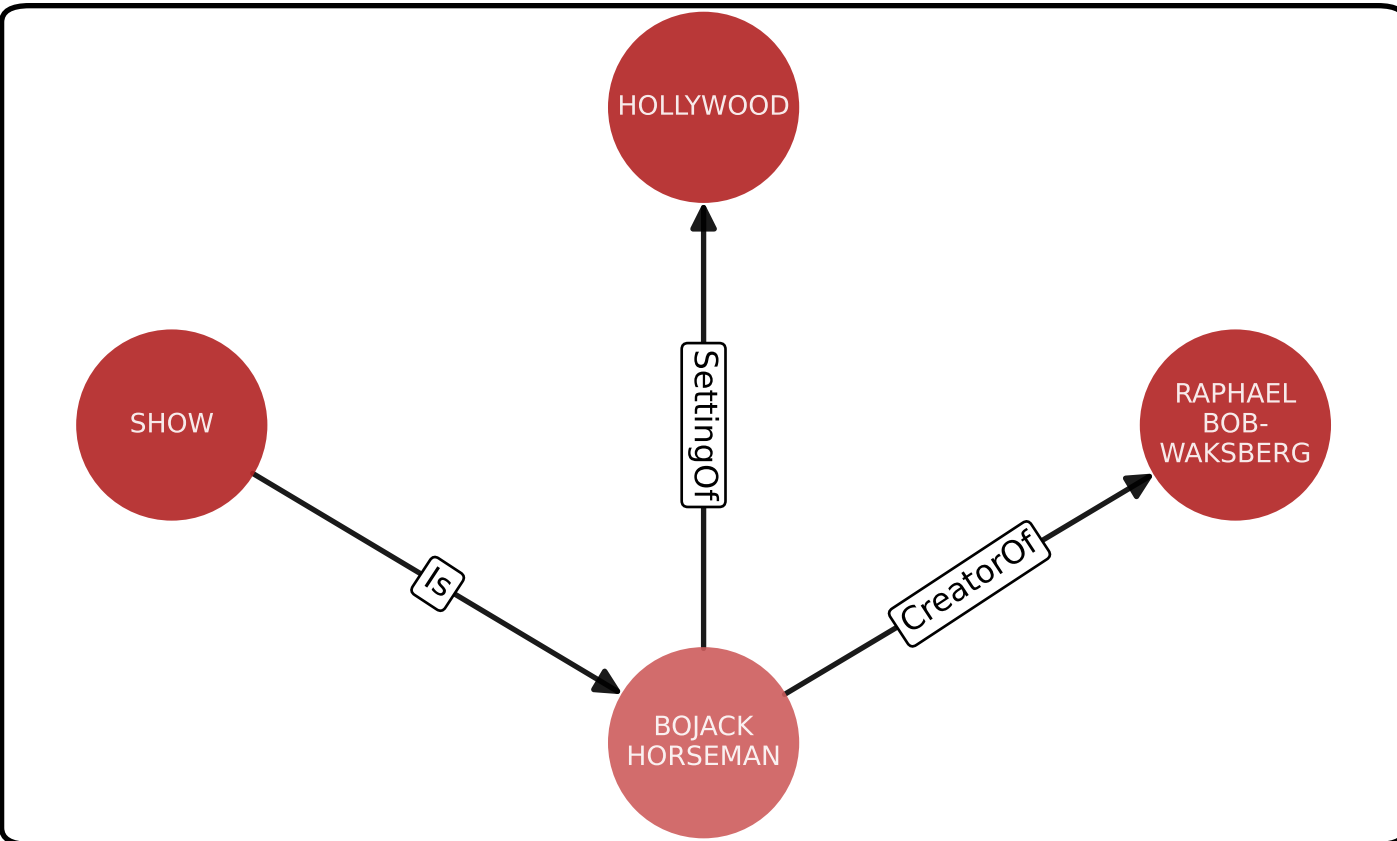 HOLLYWOOD
SettingOf
SHOW
RAPHAEL
BOB-
WAKSBERG
Is
CreatorOf
BOJACK
HORSEMAN